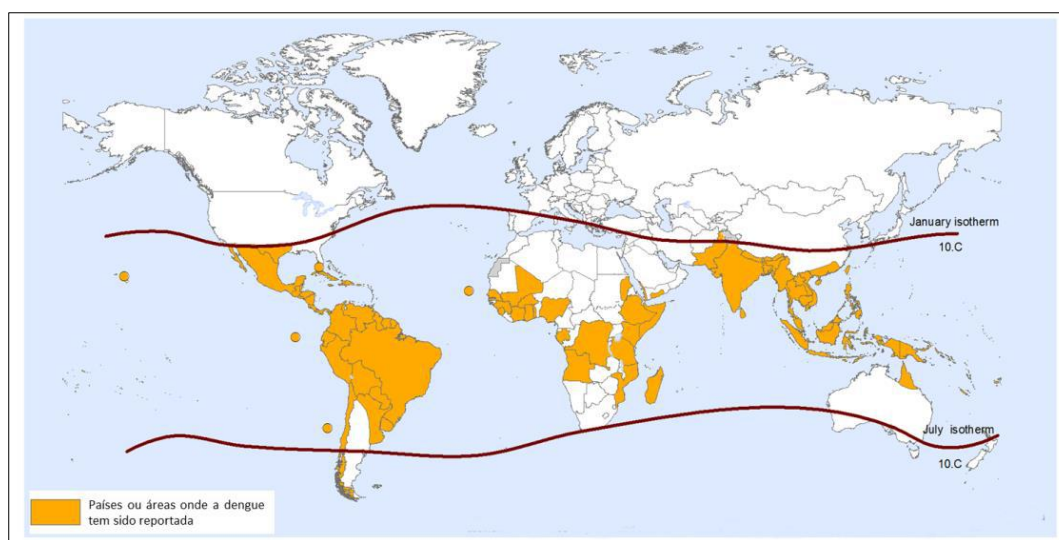 January isotherm
10.C
July isotherm
10.C
Países ou áreas onde a dengue
tem sido reportada